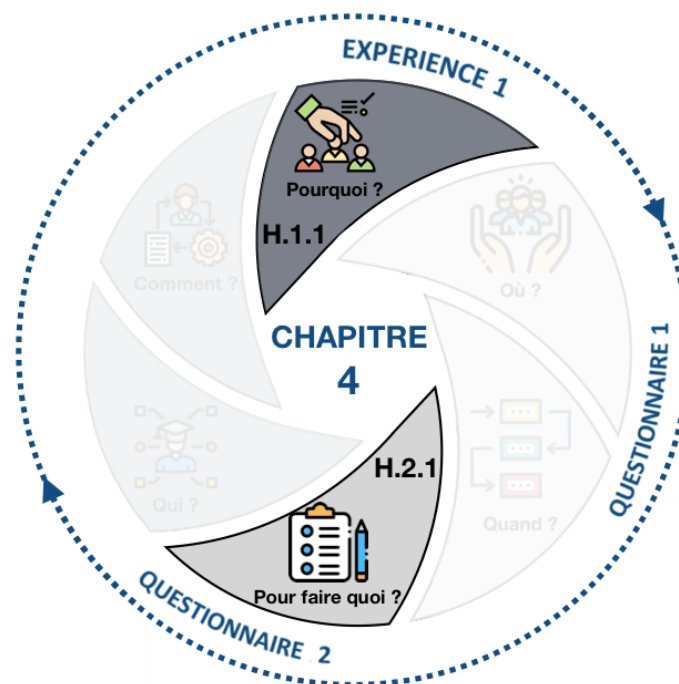 EXPERIENCE 1
Pourquoi ?
H.1.1
Comment ?
Où ?
CHAPITRE
4
QUESTIONNAIRE 1
H.2.1
Qui ?
Quand ?
Pour faire quoi ?
QUESTIONNAIRE 2